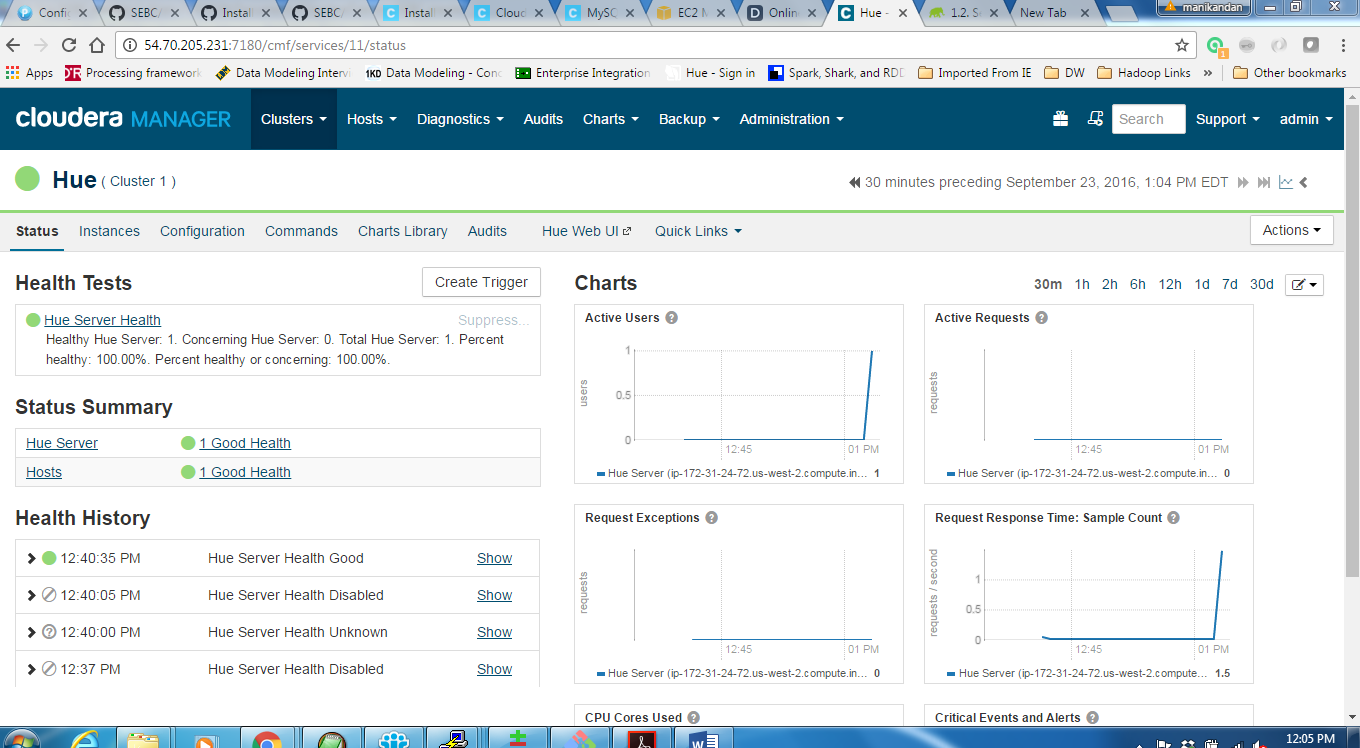 Config
SEBC/
Install
SEBC/
Install
Cloud
MySC
EC2 M
Online
Hue -
1.2. S
New Tab
manikandan
54.70.205.231:7180/cmf/services/11/status
1
Apps
Processing framework
Data Modeling Intervi
1KD Data Modeling - Conc
Enterprise Integration
Hue - Sign in
Spark, Shark, and RDD
Imported From IE
DW
Hadoop Links
»
Other bookmarks
cloudera MANAGER
Clusters
Hosts
Diagnostics
Audits
Charts
Backup
Administration
Search
Support
admin
Hue ( Cluster 1 )
30 minutes preceding September 23, 2016, 1:04 PM EDT
Status
Instances
Configuration
Commands
Charts Library
Audits
Hue Web UI
Quick Links
Actions
Health Tests
Create Trigger
Hue Server Health
Suppress...
Healthy Hue Server: 1. Concerning Hue Server: 0. Total Hue Server: 1. Percent
healthy: 100.00%. Percent healthy or concerning: 100.00%.
Status Summary
Hue Server
1 Good Health
Hosts
1 Good Health
Health History
12:40:35 PM
Hue Server Health Good
Show
12:40:05 PM
Hue Server Health Disabled
Show
12:40:00 PM
Hue Server Health Unknown
Show
12:37 PM
Hue Server Health Disabled
Show
Charts
30m
1h
2h
6h
12h
1d
7d
30d
Active Users
users
1
0.5
0
12:45
01 PM
Hue Server (ip-172-31-24-72.us-west-2.compute.in... 1
Active Requests
requests
12:45
01 PM
Hue Server (ip-172-31-24-72.us-west-2.compute.in... 0
Request Exceptions
requests
12:45
01 PM
Hue Server (ip-172-31-24-72.us-west-2.compute.in... 0
Request Response Time: Sample Count
requests / second
1
0.5
0
12:45
01 PM
Hue Server (ip-172-31-24-72.us-west-2.compute... 1.5
CPU Cores Used
Critical Events and Alerts
12:05 PM